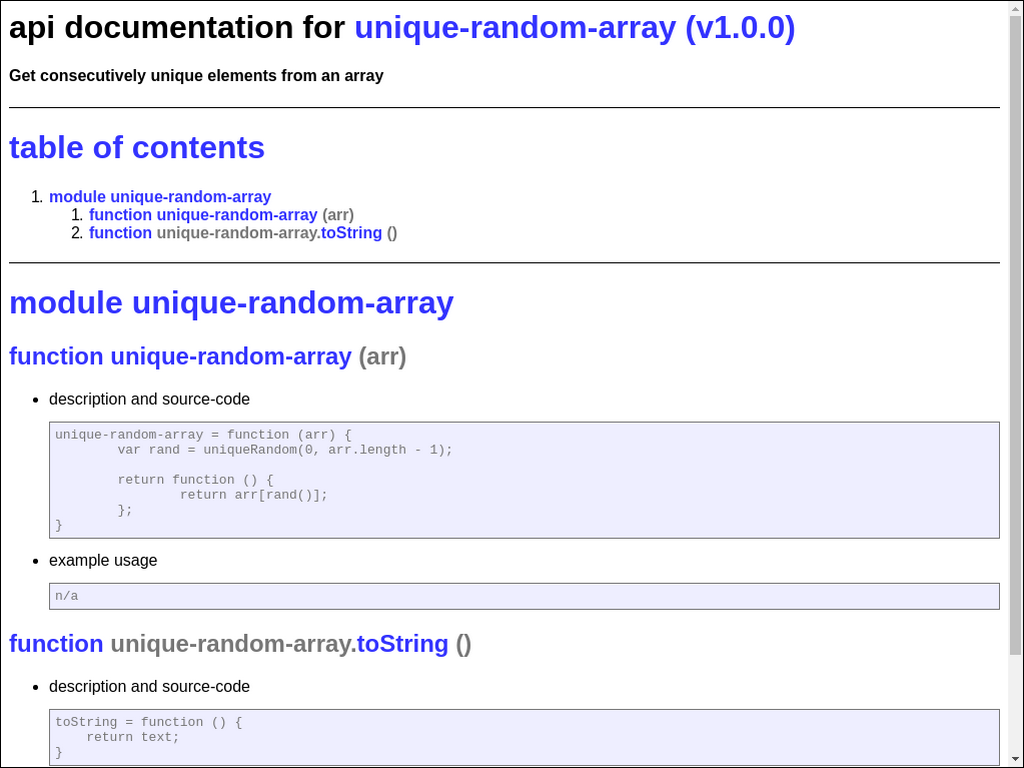 api documentation for unique-random-array (v1.0.0)
Get consecutively unique elements from an array
table of contents
1. module unique-random-array
1. function unique-random-array (arr)
2. function unique-random-array.toString ()
module unique-random-array
function unique-random-array (arr)
• description and source-code
unique-random-array = function (arr) {
        var rand = uniqueRandom(0, arr.length - 1);
        return function () {
                return arr[rand()];
        };
}
• example usage
n/a
function unique-random-array.toString ()
• description and source-code
toString = function () {
    return text;
}